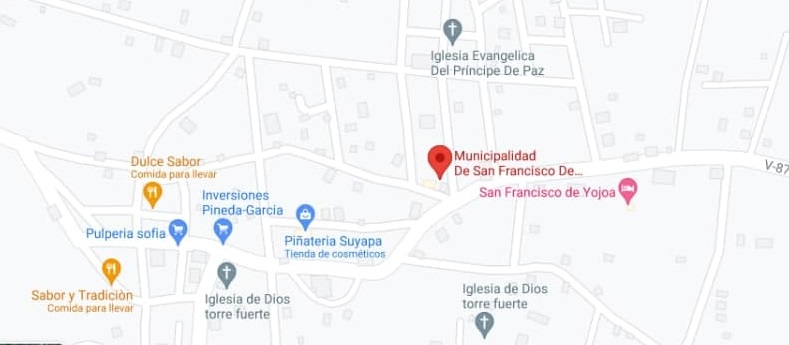 Iglesia Evangelica
Del Príncipe De Paz
Municipalidad
De San Francisco De...
V-87
San Francisco de Yojoa
Dulce Sabor
Comida para llevar
Inversiones
Pineda-Garcia
Pulperia sofia
Piñateria Suyapa
Tienda de cosméticos
Sabor y Tradiciòn
Comida para llevar
Iglesia de Dios
torre fuerte
Iglesia de Dios
torre fuerte